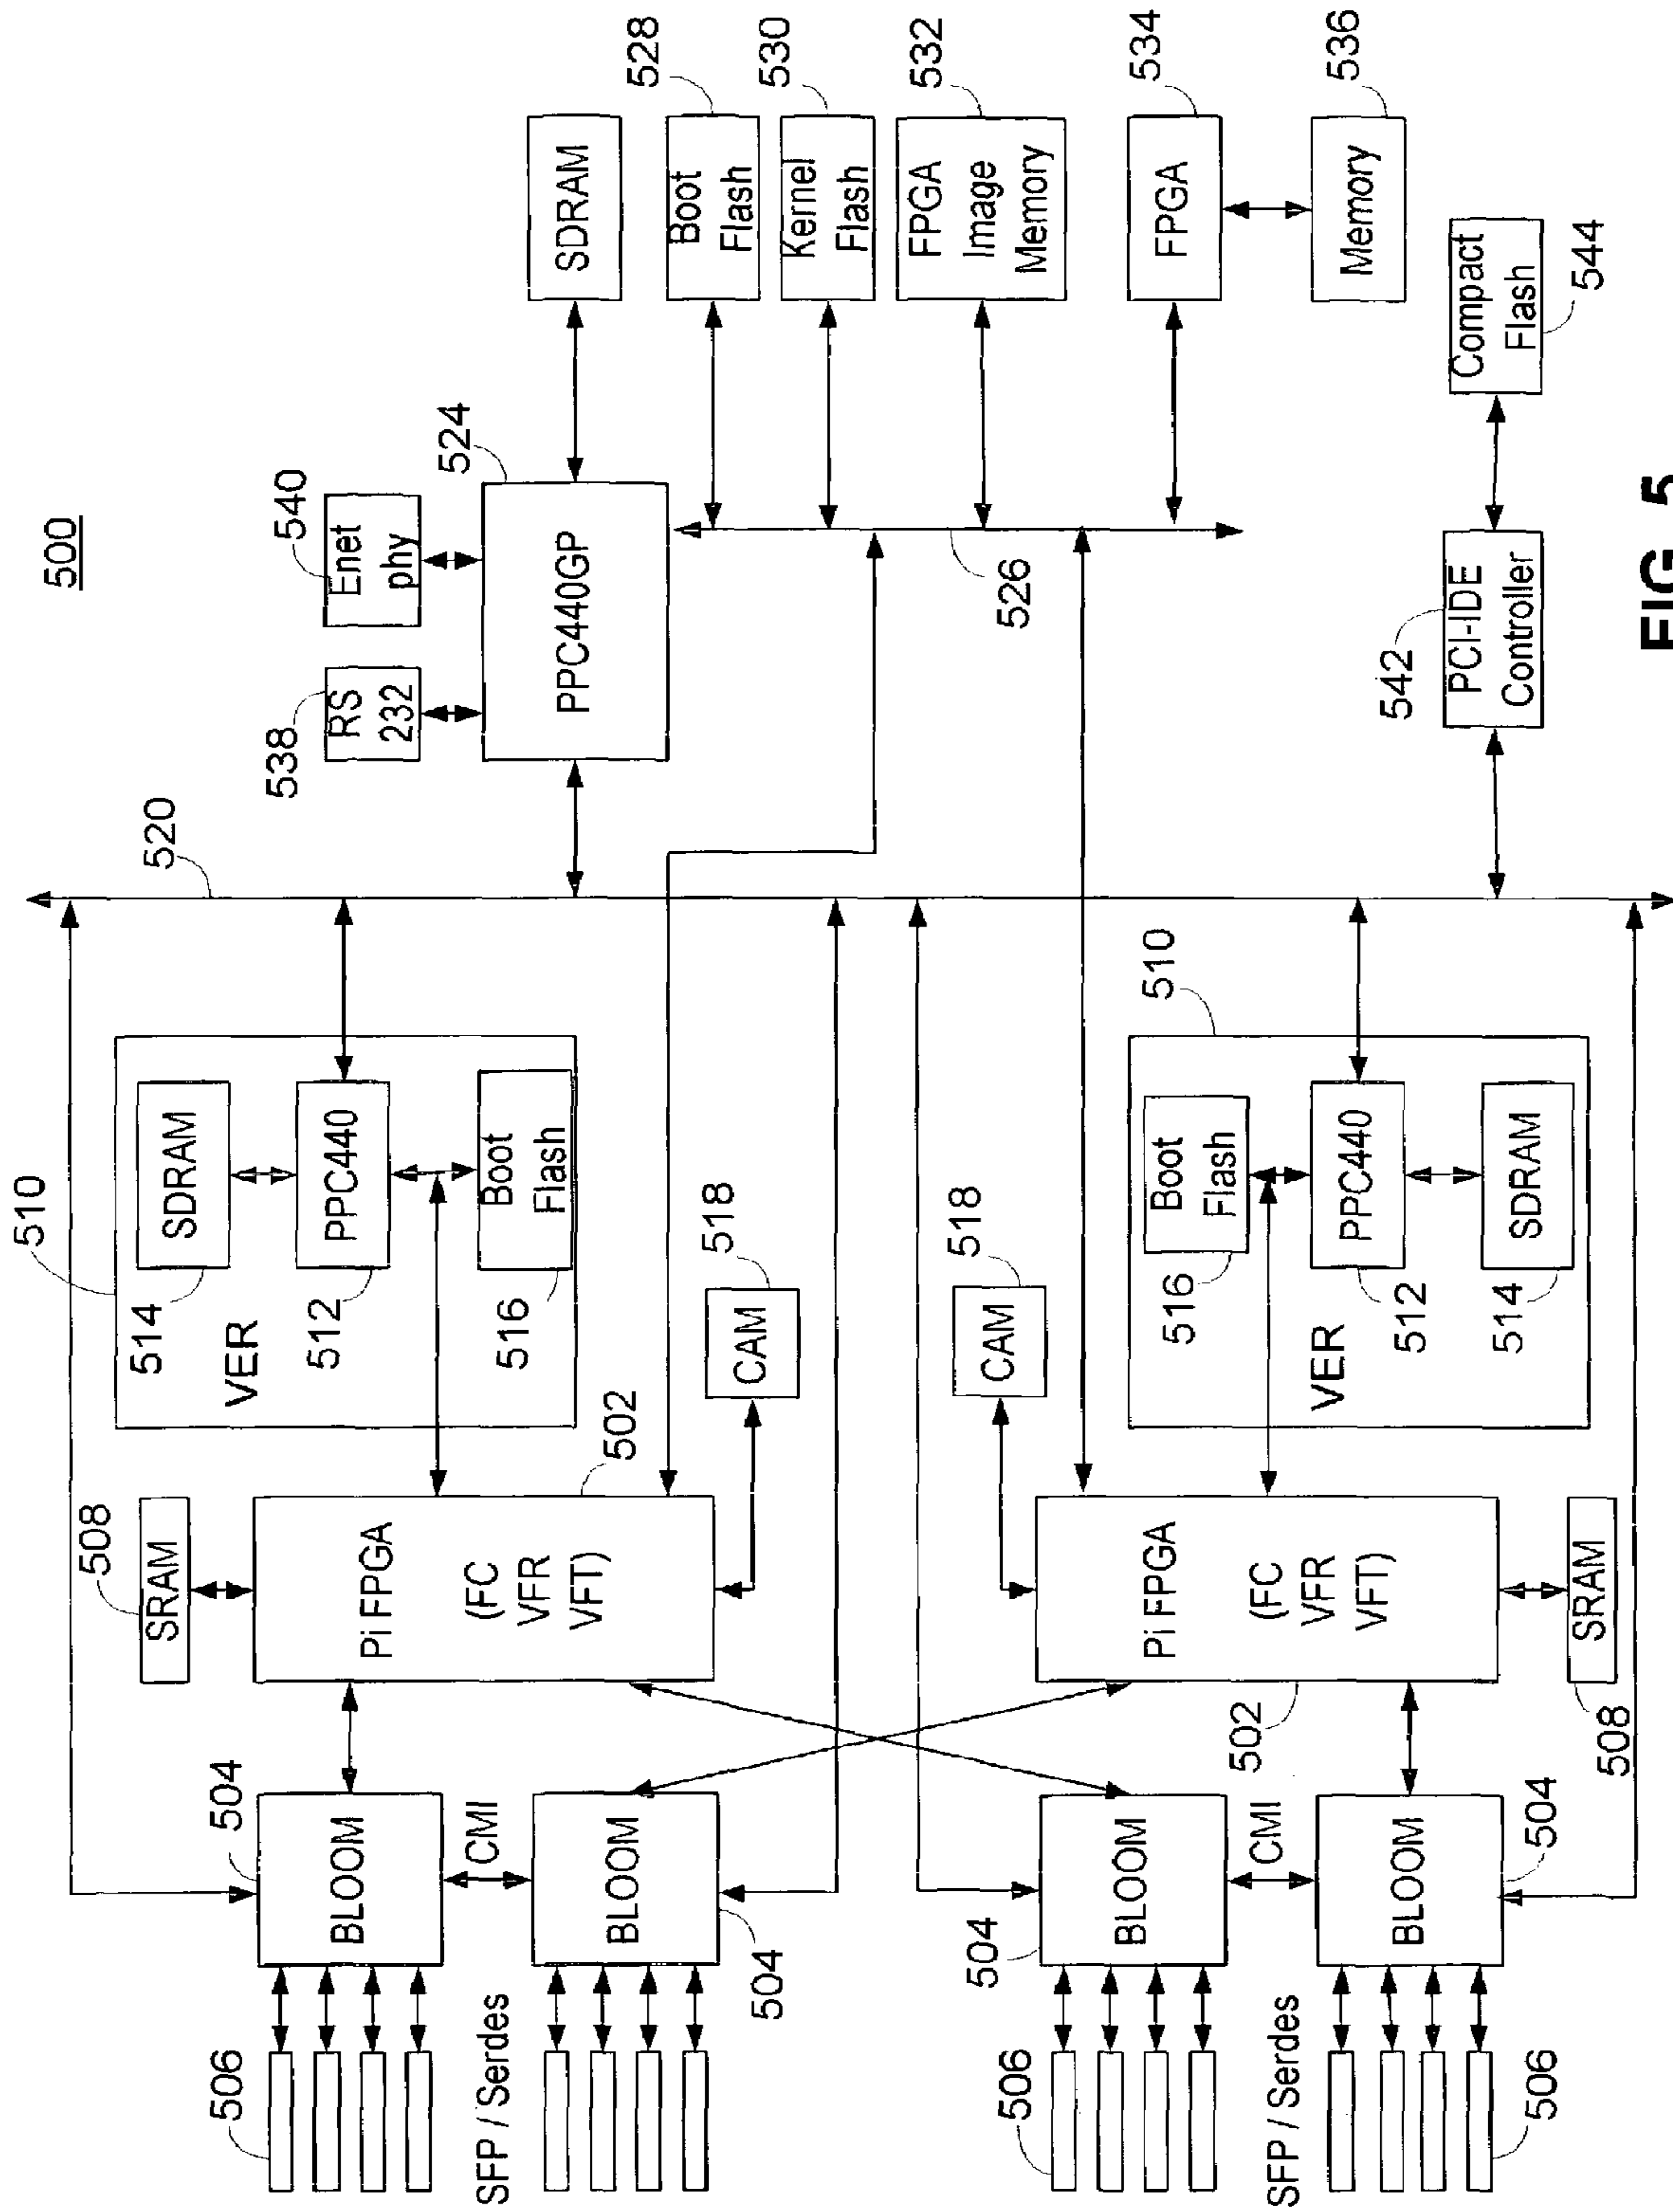 500
510
520
540
Enet
phy
538
RS
232
524
PPC440GP
SDRAM
528
Boot
Flash
530
Kernel
Flash
532
FPGA
Image
Memory
534
FPGA
536
Memory
526
542
PCI-IDE
Controller
Compact
Flash
544
SDRAM
514
VER
PPC440
512
Boot
Flash
516
508
SRAM
502
Pi FPGA
(FC
VFR
VFT)
518
CAM
518
CAM
510
Boot
Flash
516
PPC440
512
VER
SDRAM
514
Pi FPGA
(FC
VFR
VFT)
502
SRAM
508
504
BLOOM
CMI
BLOOM
504
506
SFP / Serdes
504
BLOOM
CMI
BLOOM
504
506
SFP / Serdes
506
FIG. 5